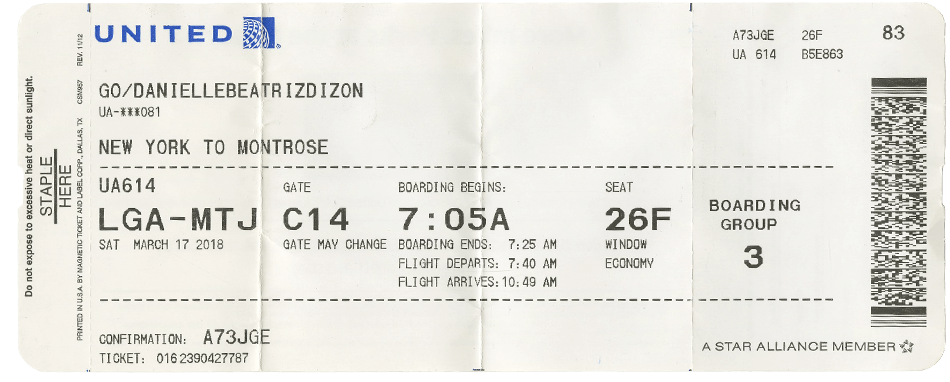 UNITED
A73JGE 26F 83
UA 614 B5E863
GO/DANIELLEBEATRIZDIZON
UA-***081
NEW YORK TO MONTROSE
UA614 GATE BOARDING BEGINS: SEAT
LGA-MTJ C14 7:05A 26F
SAT MARCH 17 2018 GATE MAY CHANGE BOARDING ENDS: 7:25 AM WINDOW
FLIGHT DEPARTS: 7:40 AM ECONOMY
FLIGHT ARRIVES: 10:49 AM
BOARDING
GROUP
3
CONFIRMATION: A73JGE
TICKET: 016 2390427787
A STAR ALLIANCE MEMBER
Do not expose to excessive heat or direct sunlight.
STAPLE
HERE
PRINTED IN U.S.A. BY MAGNETIC TICKET AND LABEL CORP., DALLAS, TX CSM957 REV. 11/12